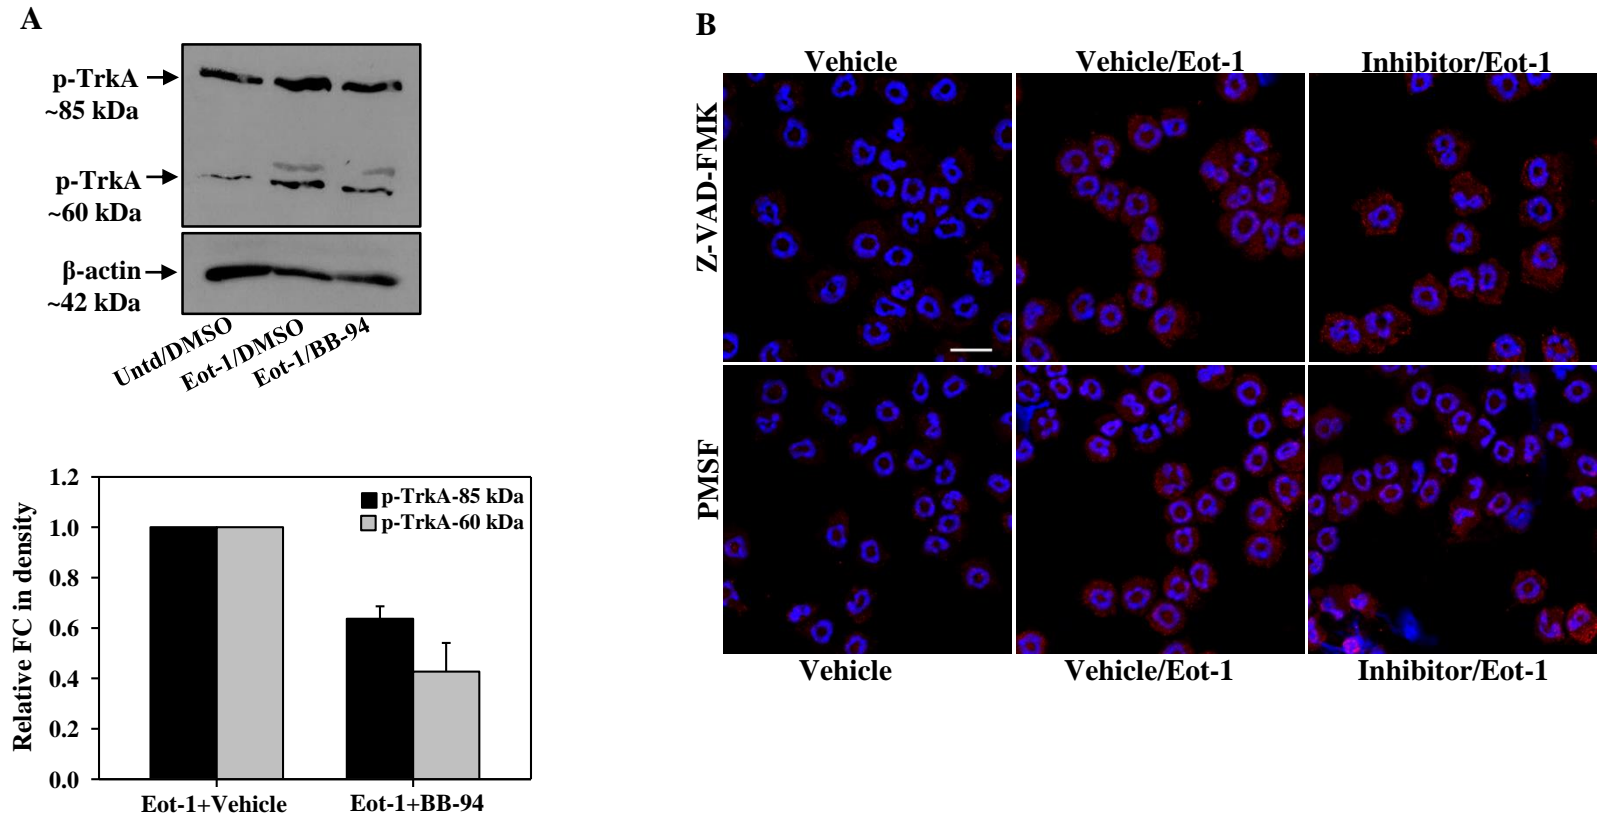 A
p-TrkA
~85 kDa
p-TrkA
~60 kDa
β-actin
~42 kDa
Untd/DMSO
Eot-1/DMSO
Eot-1/BB-94
1.2
1.0
0.8
0.6
0.4
0.2
0.0
Relative FC in density
p-TrkA-85 kDa
p-TrkA-60 kDa
Eot-1+Vehicle
Eot-1+BB-94
B
Vehicle
Vehicle/Eot-1
Inhibitor/Eot-1
Z-VAD-FMK
PMSF
Vehicle
Vehicle/Eot-1
Inhibitor/Eot-1